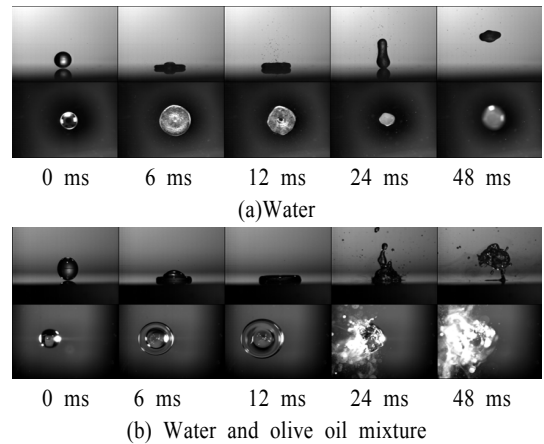 0 ms 6 ms 12 ms 24 ms 48 ms
(a)Water
0 ms 6 ms 12 ms 24 ms 48 ms
(b) Water and olive oil mixture